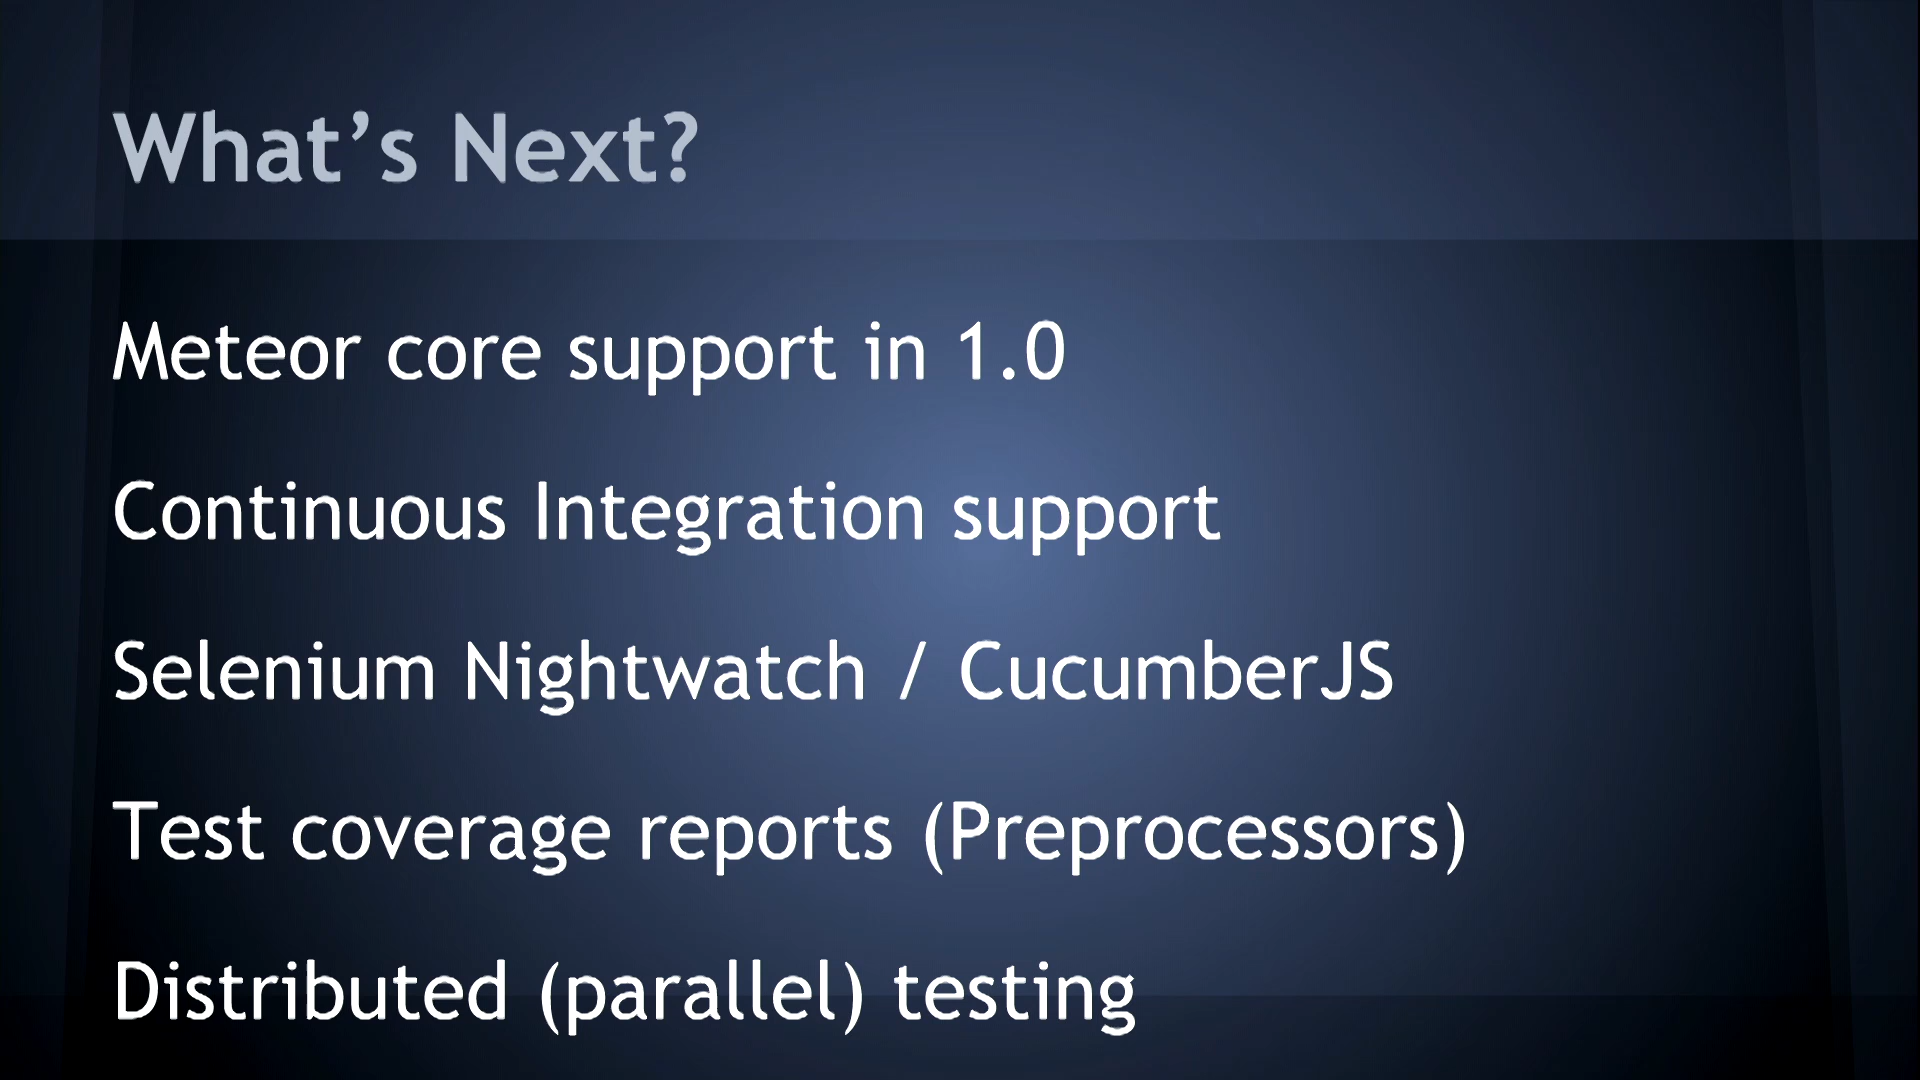 What’s Next?
Meteor core support in 1.0
Continuous Integration support
Selenium Nightwatch / CucumberJS
Test coverage reports (Preprocessors)
Distributed (parallel) testing